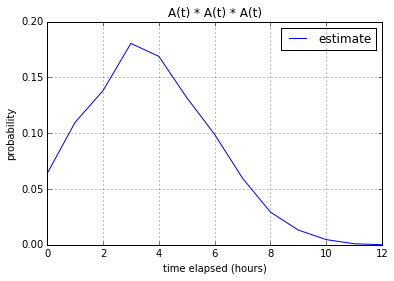 A(t) * A(t) * A(t)
estimate
probability
0.20
0.15
0.10
0.05
0.00
0 2 4 6 8 10 12
time elapsed (hours)